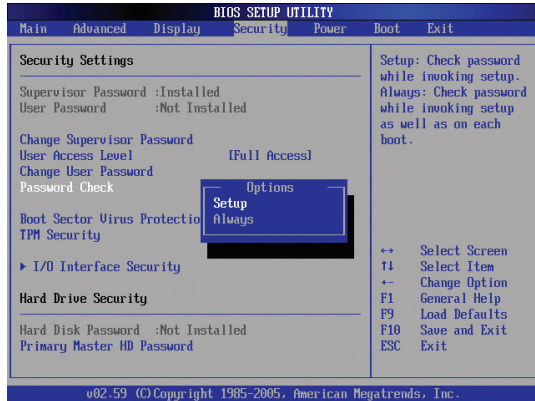 BIOS SETUP UTILITY
Main Advanced Display Security Power Boot Exit
Security Settings
Supervisor Password :Installed
User Password :Not Installed
Change Supervisor Password
User Access Level [Full Access]
Change User Password
Password Check
Boot Sector Virus Protectio
TPM Security
▶ I/O Interface Security
Hard Drive Security
Hard Disk Password :Not Installed
Primary Master HD Password
Options
Setup
Always
Setup: Check password
while invoking setup.
Always: Check password
while invoking setup
as well as on each
boot.
↔ Select Screen
↑↓ Select Item
+- Change Option
F1 General Help
F9 Load Defaults
F10 Save and Exit
ESC Exit
v02.59 (C)Copyright 1985-2005, American Megatrends, Inc.